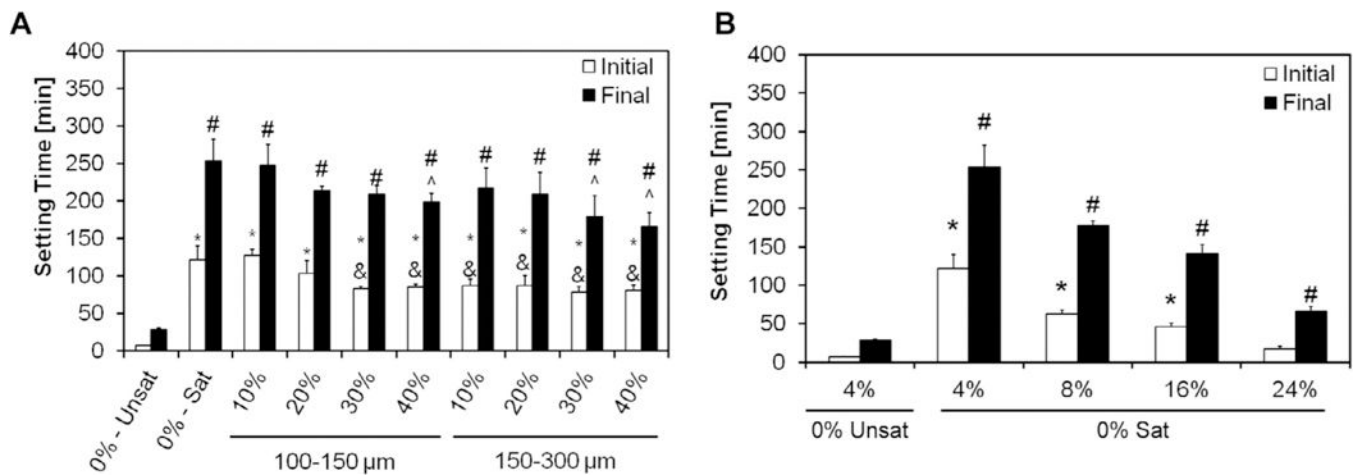 A
Setting Time [min]
400
350
300
250
200
150
100
50
0
Initial
Final
# # # # # # # # #
^ ^ ^
* * * * * * * * *
& & & & & &
0% - Unsat
0% - Sat
10%
20%
30%
40%
10%
20%
30%
40%
100-150 µm
150-300 µm
B
Setting Time [min]
400
350
300
250
200
150
100
50
0
Initial
Final
# # # #
* * *
4% 4% 8% 16% 24%
0% Unsat 0% Sat